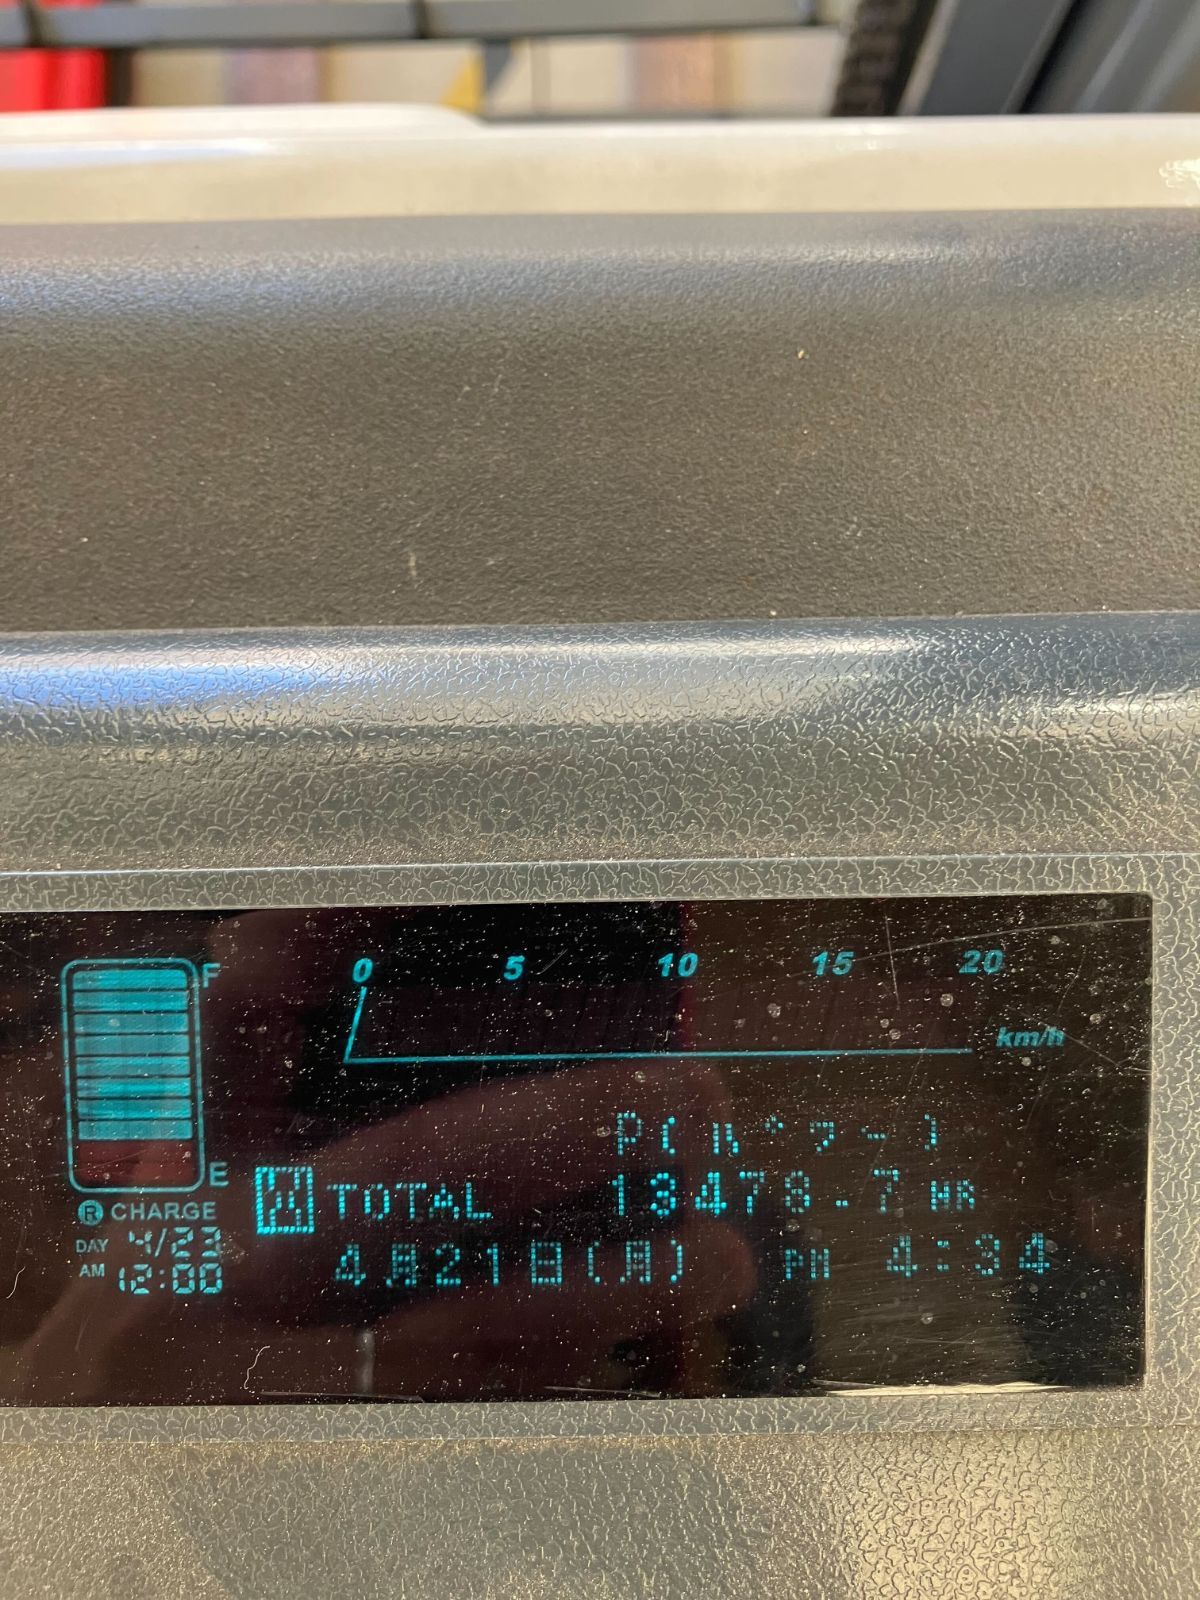 F
0 5 10 15 20
km/h
P(ﾊﾟﾜｰ)
E
TOTAL 13478.7 HR
R CHARGE
DAY 4/23
AM 12:00
4月21日(月) PM 4:34